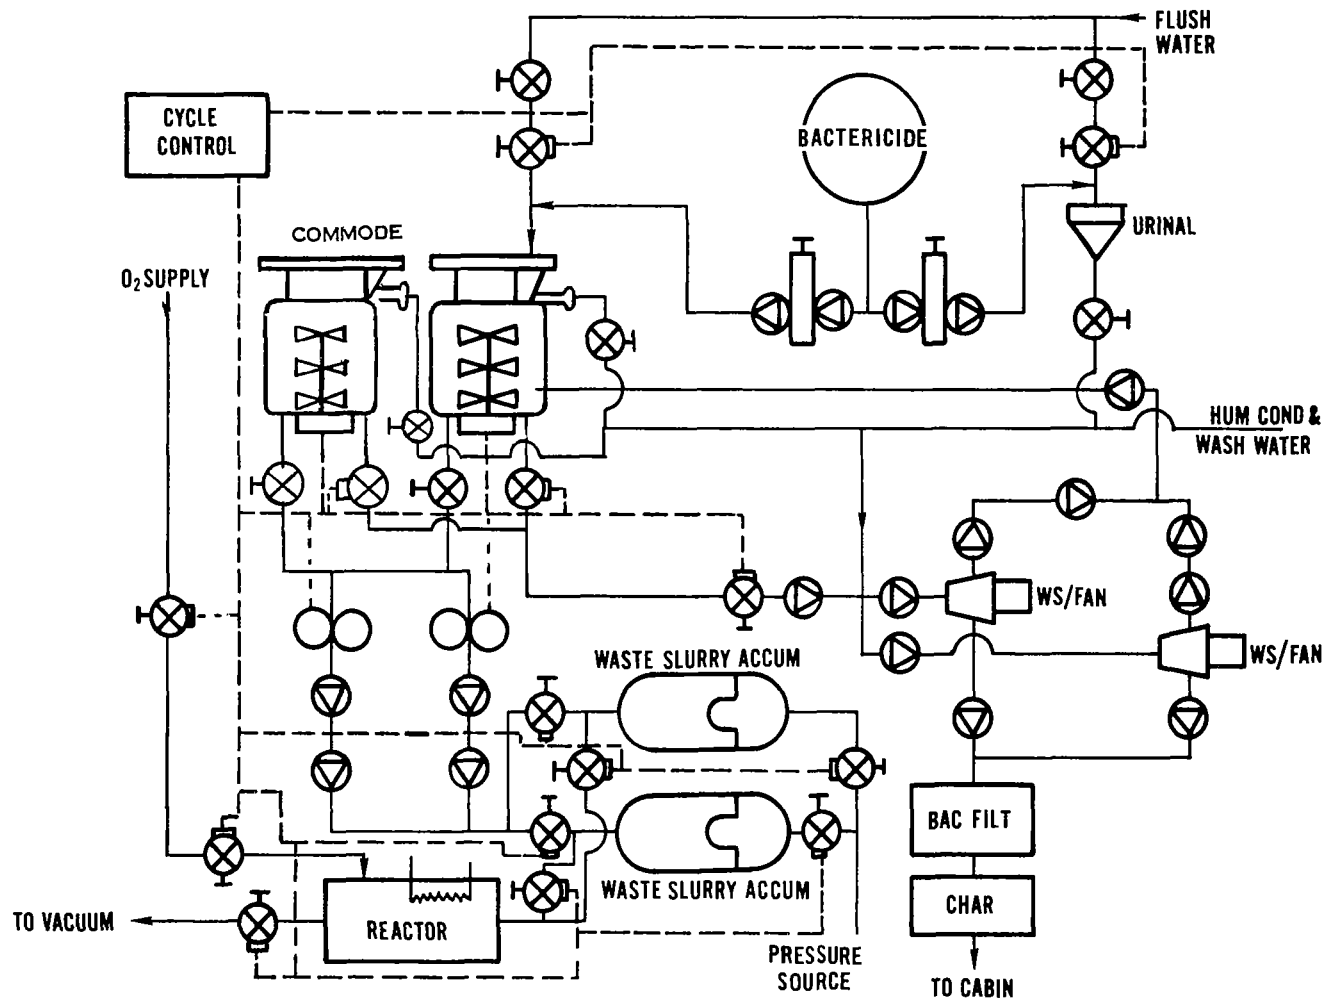 FLUSH
WATER
CYCLE
CONTROL
BACTERICIDE
COMMODE
URINAL
O2 SUPPLY
HUM COND &
WASH WATER
WS/FAN
WS/FAN
WASTE SLURRY ACCUM
BAC FILT
WASTE SLURRY ACCUM
CHAR
TO VACUUM
REACTOR
PRESSURE
SOURCE
TO CABIN